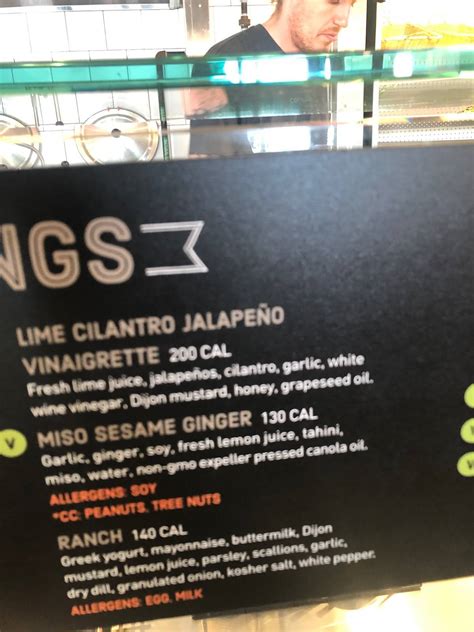 NGS
LIME CILANTRO JALAPEÑO
VINAIGRETTE 200 CAL
Fresh lime juice, jalapeños, cilantro, garlic, white
wine vinegar, Dijon mustard, honey, grapeseed oil.
V MISO SESAME GINGER 130 CAL
Garlic, ginger, soy, fresh lemon juice, tahini,
miso, water, non-gmo expeller pressed canola oil.
ALLERGENS: SOY
*CC: PEANUTS, TREE NUTS
RANCH 140 CAL
Greek yogurt, mayonnaise, buttermilk, Dijon
mustard, lemon juice, parsley, scallions, garlic,
dry dill, granulated onion, kosher salt, white pepper.
ALLERGENS: EGG, MILK